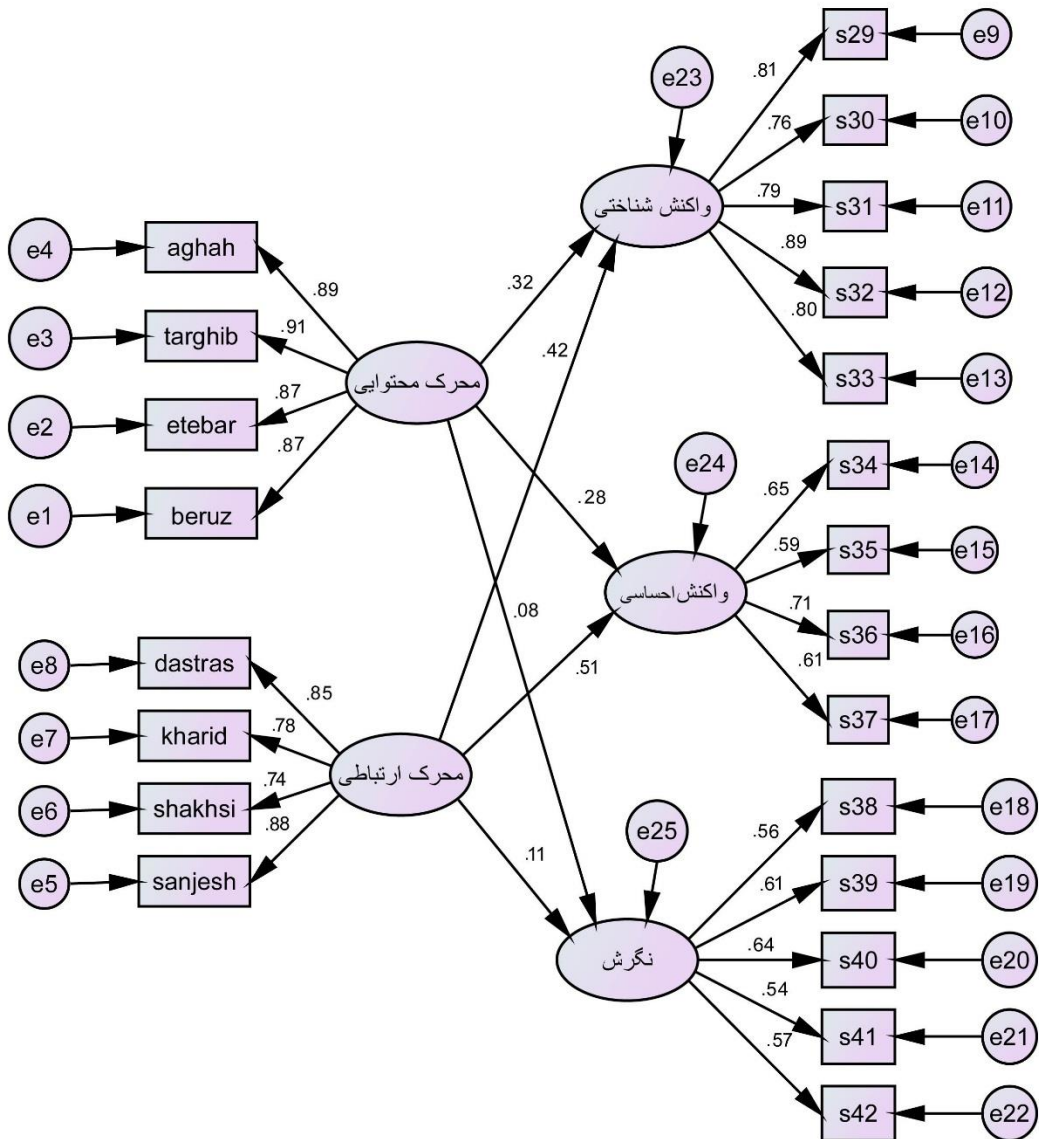 e4
aghah
.89
e3
targhib
.91
e2
etebar
.87
e1
beruz
.87
محرک محتوایی
e8
dastras
.85
e7
kharid
.78
e6
shakhsi
.74
e5
sanjesh
.88
محرک ارتباطی
.32
.42
.28
.08
.51
.11
e23
واکنش شناختی
.81
s29
e9
.76
s30
e10
.79
s31
e11
.89
s32
e12
.80
s33
e13
e24
واکنش احساسی
.65
s34
e14
.59
s35
e15
.71
s36
e16
.61
s37
e17
e25
نگرش
.56
s38
e18
.61
s39
e19
.64
s40
e20
.54
s41
e21
.57
s42
e22